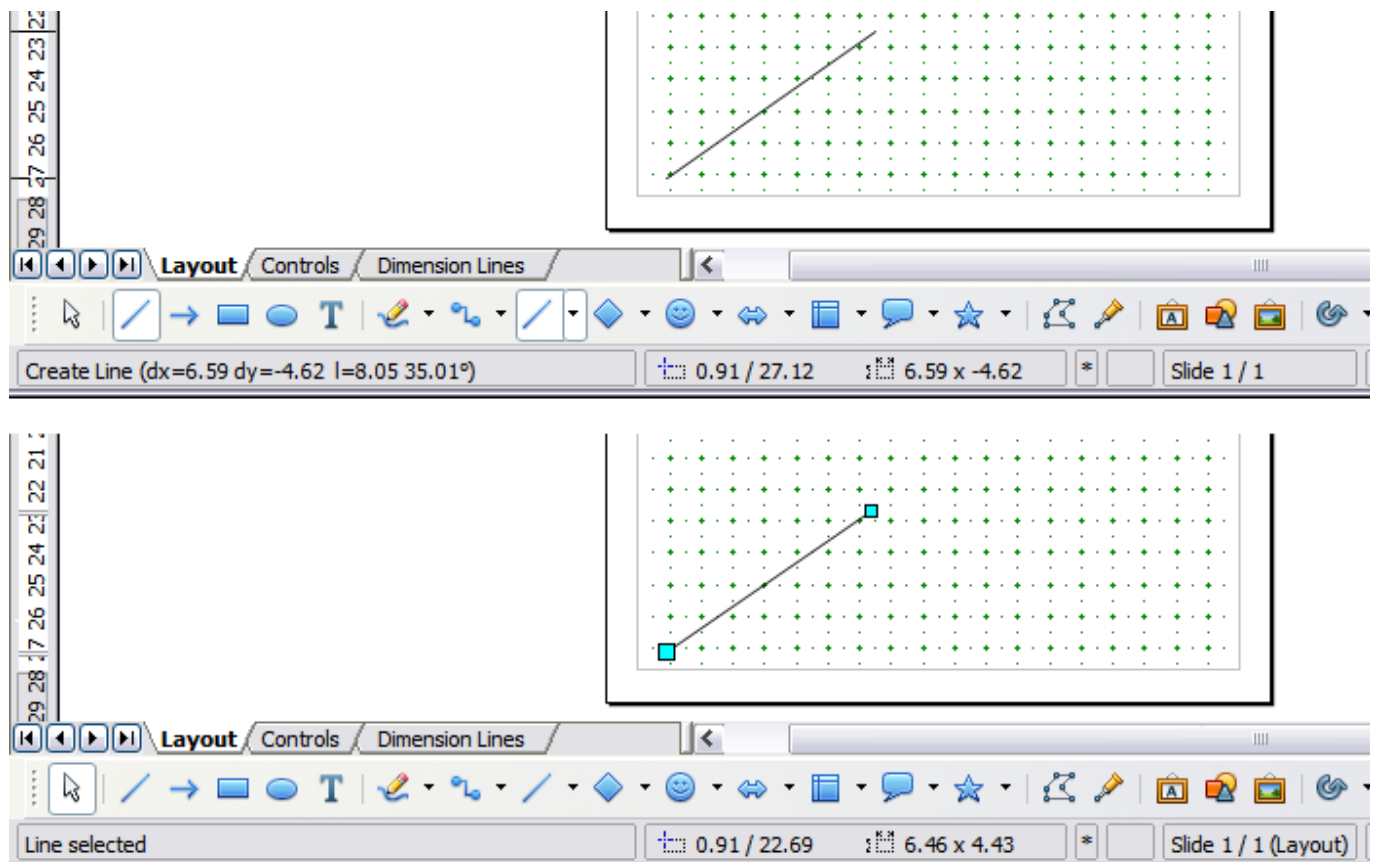 22
23
24
25
26
27
28
29
Layout Controls Dimension Lines
T A
Create Line (dx=6.59 dy=-4.62 l=8.05 35.01°) 0.91 / 27.12 6.59 x -4.62 * Slide 1 / 1
21
22
23
24
25
26
27
28
29
Layout Controls Dimension Lines
T A
Line selected 0.91 / 22.69 6.46 x 4.43 * Slide 1 / 1 (Layout)